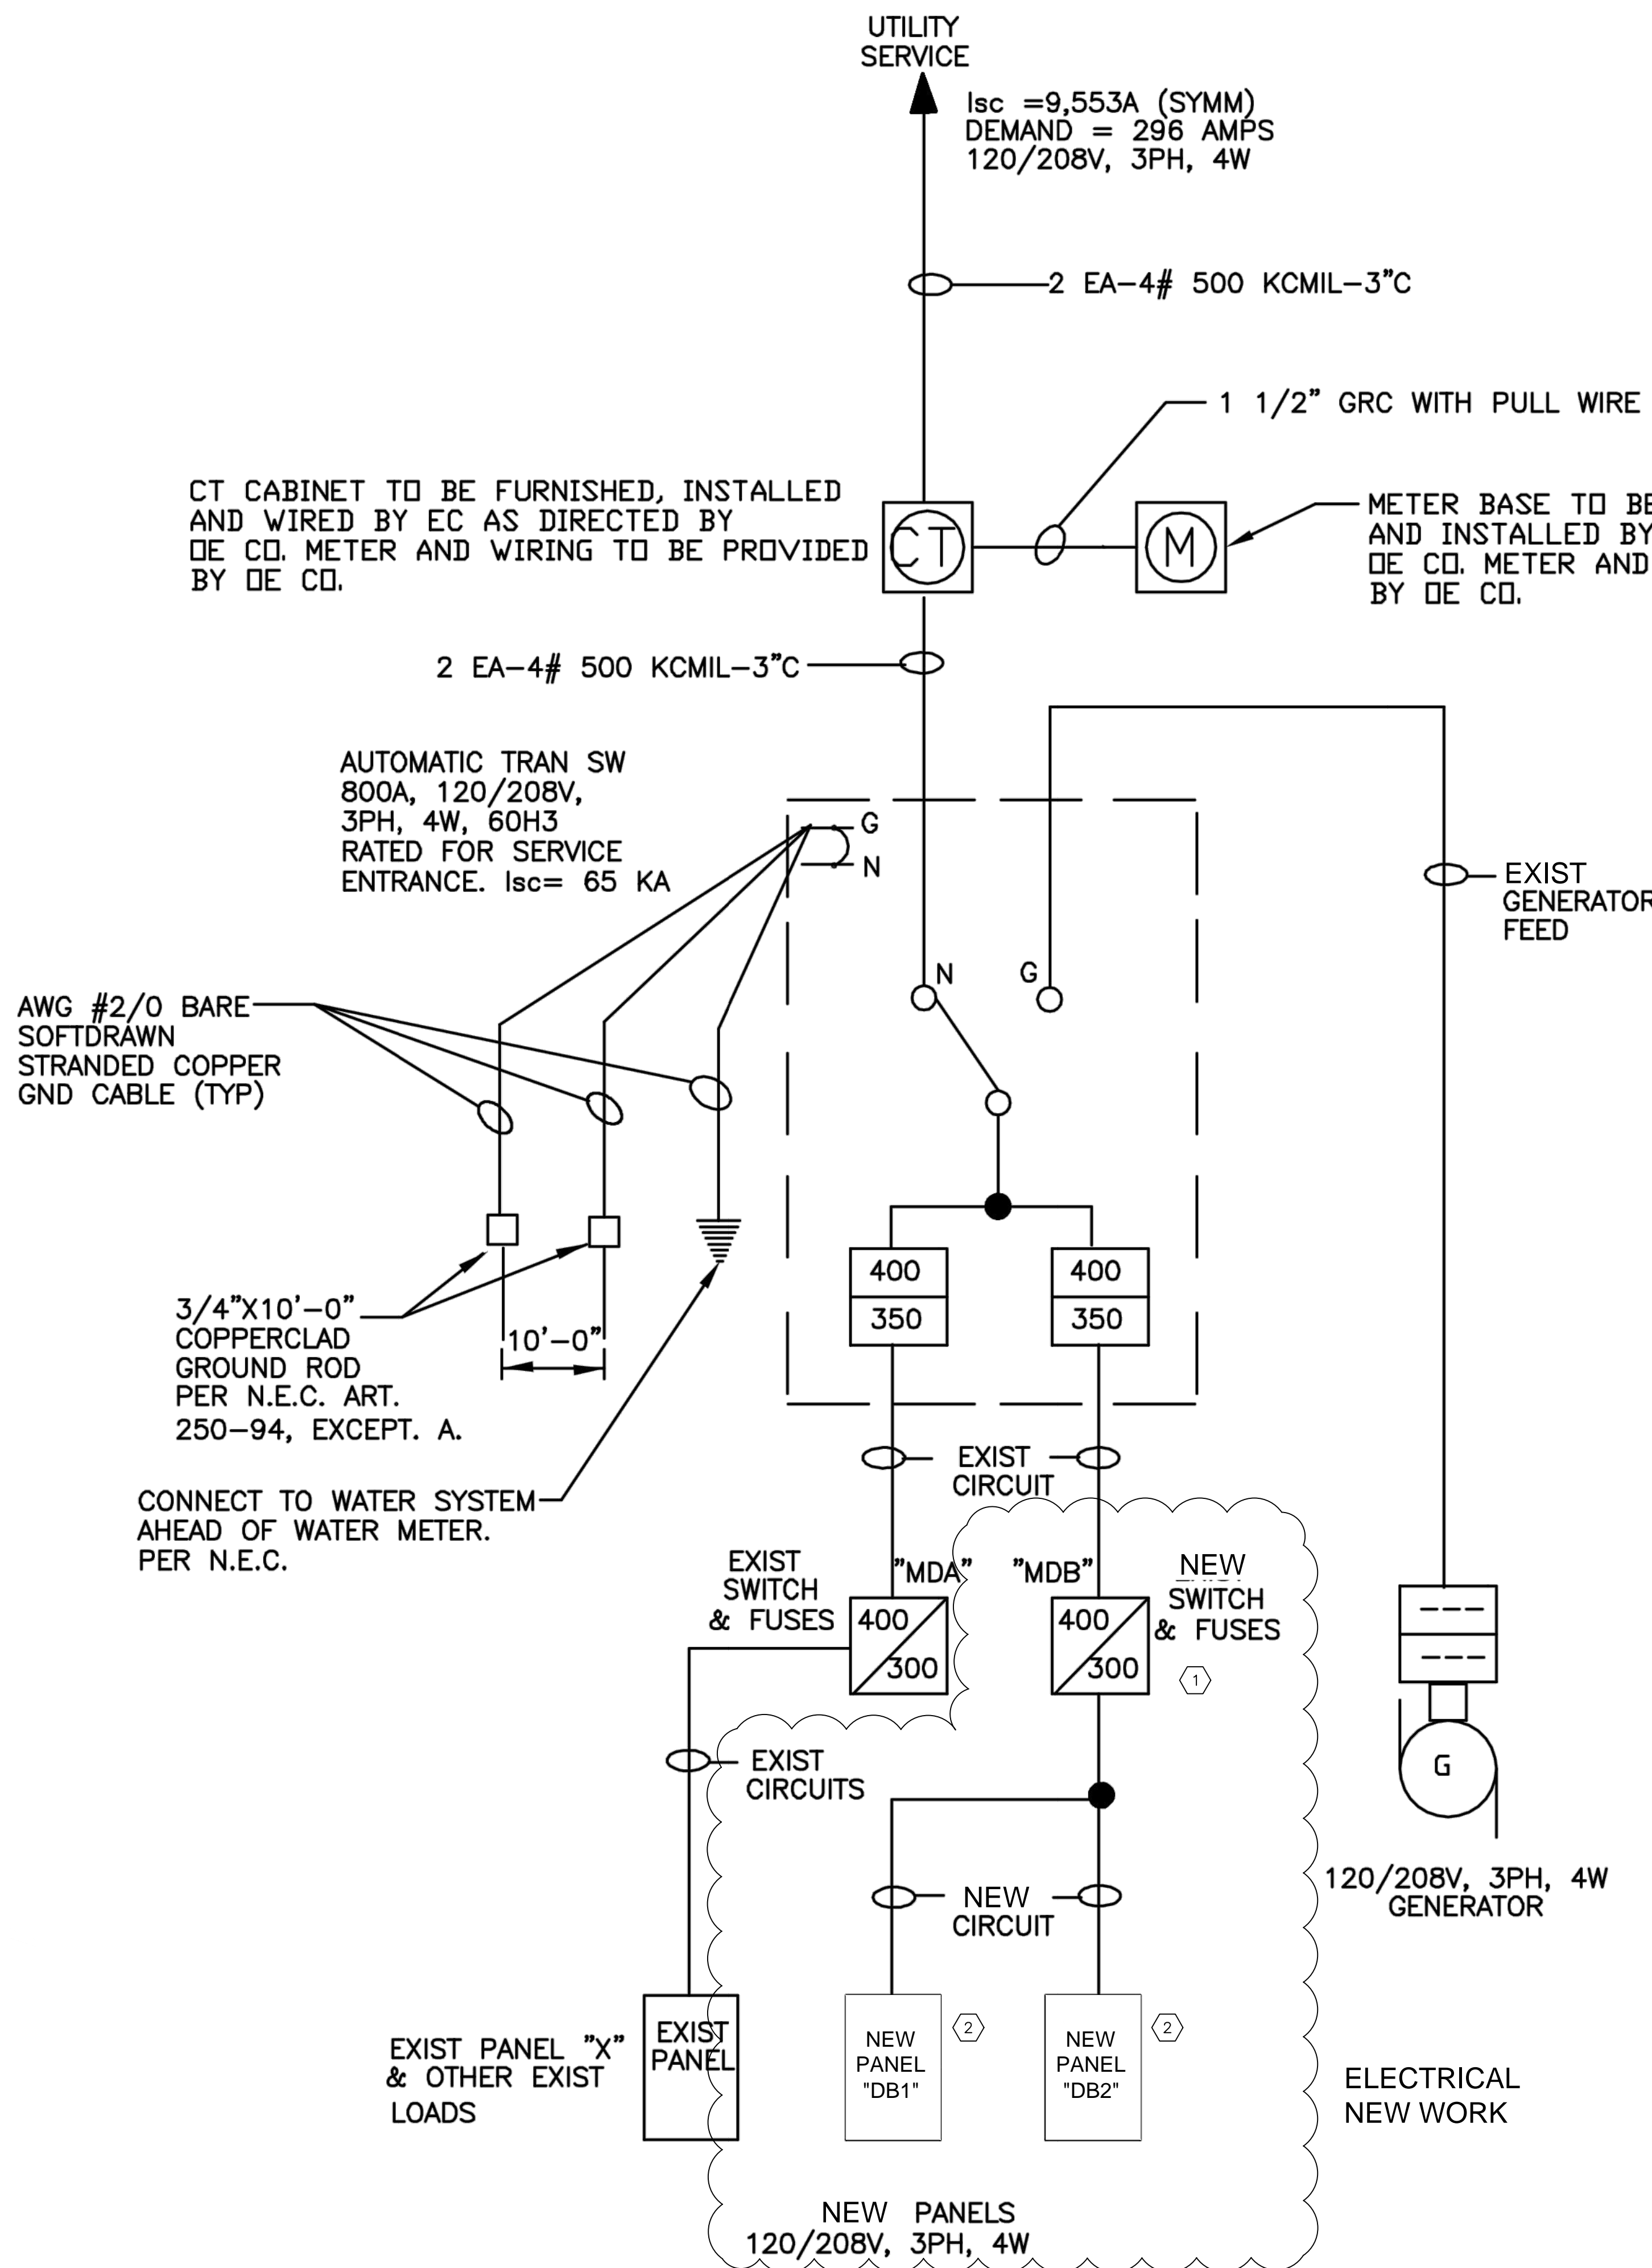 UTILITY
SERVICE
Isc =9,553A (SYMM)
DEMAND = 296 AMPS
120/208V, 3PH, 4W
2 EA-4# 500 KCMIL-3"C
1 1/2" GRC WITH PULL WIRE
CT CABINET TO BE FURNISHED, INSTALLED
AND WIRED BY EC AS DIRECTED BY
OE CO. METER AND WIRING TO BE PROVIDED
BY OE CO.
CT
M
METER BASE TO BE
AND INSTALLED BY
OE CO. METER AND
BY OE CO.
2 EA-4# 500 KCMIL-3"C
AUTOMATIC TRAN SW
800A, 120/208V,
3PH, 4W, 60H3
RATED FOR SERVICE
ENTRANCE. Isc= 65 KA
G
N
EXIST
GENERATOR
FEED
N
G
AWG #2/0 BARE
SOFTDRAWN
STRANDED COPPER
GND CABLE (TYP)
400
350
400
350
3/4"X10'-0"
COPPERCLAD
GROUND ROD
PER N.E.C. ART.
250-94, EXCEPT. A.
10'-0"
EXIST
CIRCUIT
CONNECT TO WATER SYSTEM
AHEAD OF WATER METER.
PER N.E.C.
EXIST
SWITCH
& FUSES
"MDA"
400
300
"MDB"
400
300
NEW
SWITCH
& FUSES
1
EXIST
CIRCUITS
G
120/208V, 3PH, 4W
GENERATOR
NEW
CIRCUIT
EXIST PANEL "X"
& OTHER EXIST
LOADS
EXIST
PANEL
NEW
PANEL
"DB1"
2
NEW
PANEL
"DB2"
2
ELECTRICAL
NEW WORK
NEW PANELS
120/208V, 3PH, 4W